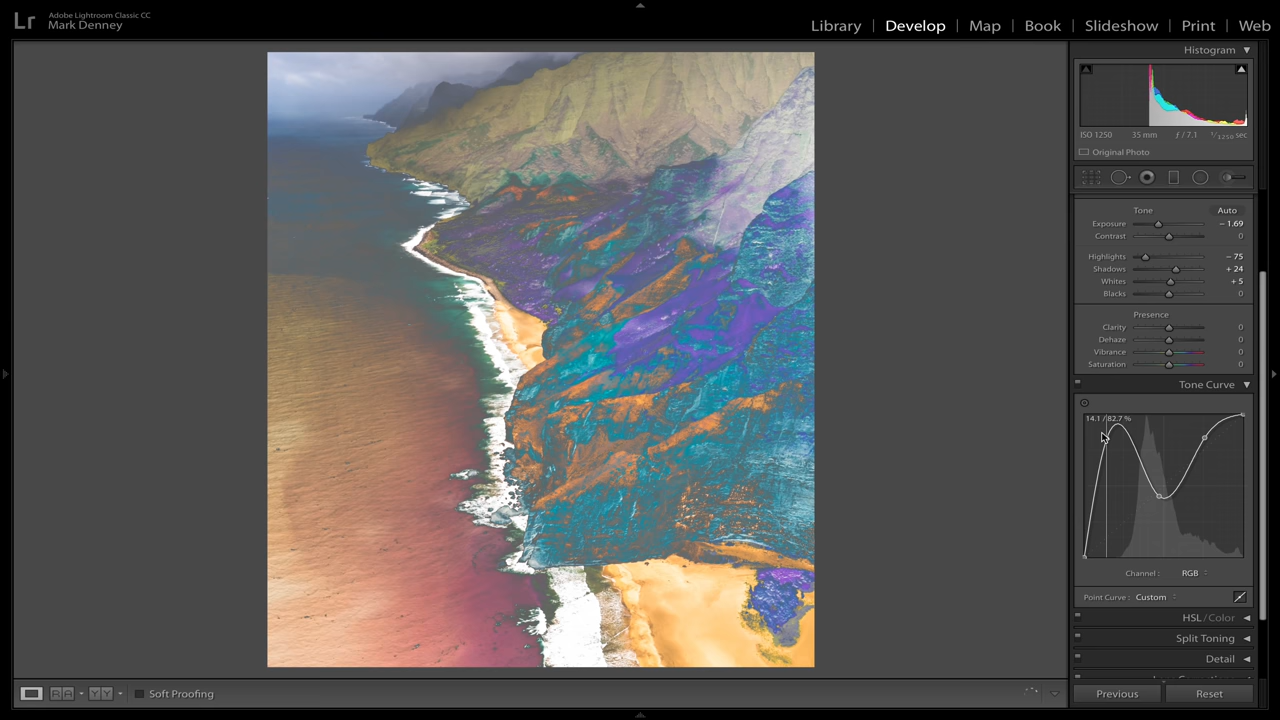 Lr
Adobe Lightroom Classic CC
Mark Denney
Library | Develop | Map | Book | Slideshow | Print | Web
Histogram
ISO 1250 35 mm ƒ / 7.1 1/1250 sec
Original Photo
Tone Auto
Exposure - 1.69
Contrast 0
Highlights - 75
Shadows + 24
Whites + 5
Blacks 0
Presence
Clarity 0
Dehaze 0
Vibrance 0
Saturation 0
Tone Curve
14.1 / 82.7 %
Channel : RGB
Point Curve : Custom
HSL / Color
Split Toning
Detail
R A Y Y Soft Proofing
Previous Reset